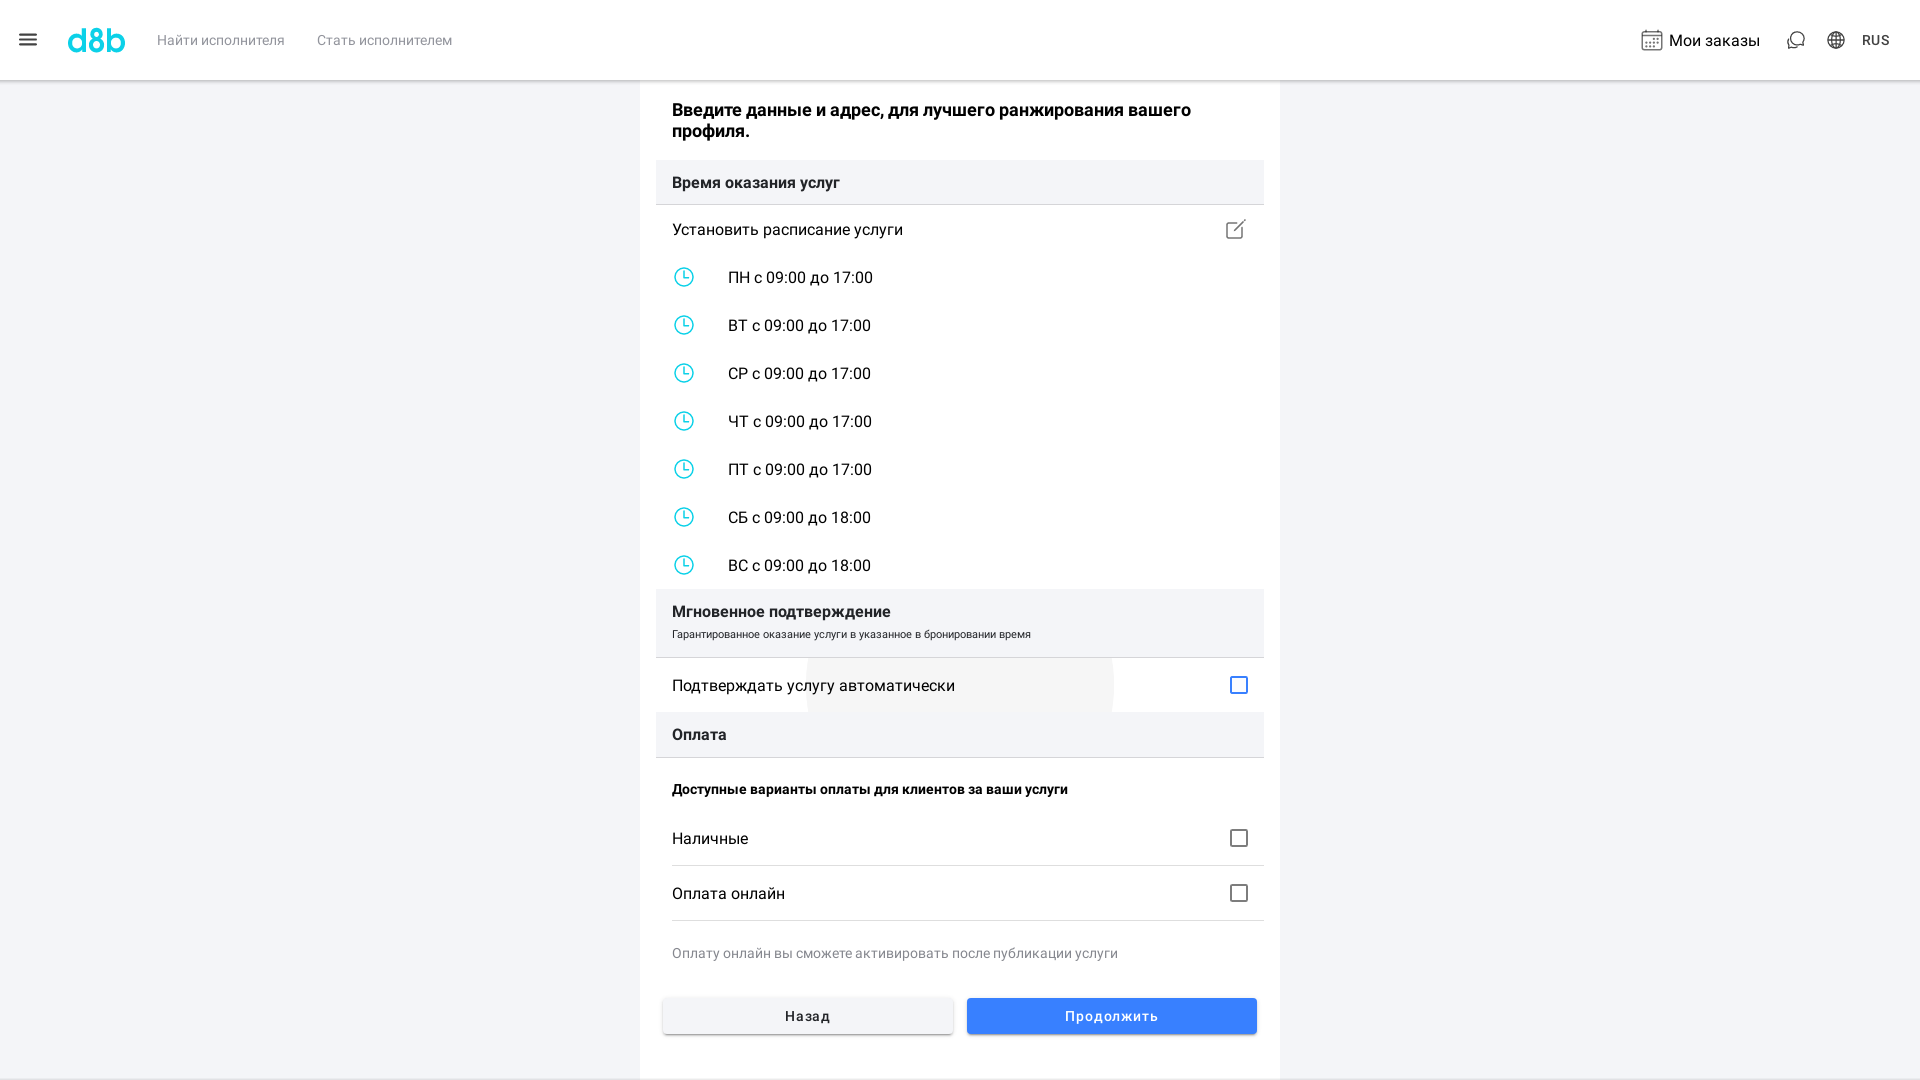 d8b
Найти исполнителя
Стать исполнителем
Мои заказы
RUS
Введите данные и адрес, для лучшего ранжирования вашего
профиля.
Время оказания услуг
Установить расписание услуги
ПН с 09:00 до 17:00
ВТ с 09:00 до 17:00
СР с 09:00 до 17:00
ЧТ с 09:00 до 17:00
ПТ с 09:00 до 17:00
СБ с 09:00 до 18:00
ВС с 09:00 до 18:00
Мгновенное подтверждение
Гарантированное оказание услуги в указанное в бронировании время
Подтверждать услугу автоматически
Оплата
Доступные варианты оплаты для клиентов за ваши услуги
Наличные
Оплата онлайн
Оплату онлайн вы сможете активировать после публикации услуги
Назад
Продолжить